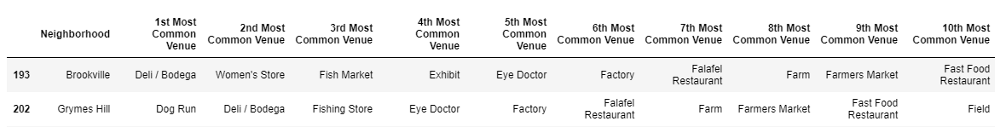 Neighborhood 1st Most Common Venue 2nd Most Common Venue 3rd Most Common Venue 4th Most Common Venue 5th Most Common Venue 6th Most Common Venue 7th Most Common Venue 8th Most Common Venue 9th Most Common Venue 10th Most Common Venue
193 Brookville Deli / Bodega Women's Store Fish Market Exhibit Eye Doctor Factory Falafel Restaurant Farm Farmers Market Fast Food Restaurant
202 Grymes Hill Dog Run Deli / Bodega Fishing Store Eye Doctor Factory Falafel Restaurant Farm Farmers Market Fast Food Restaurant Field